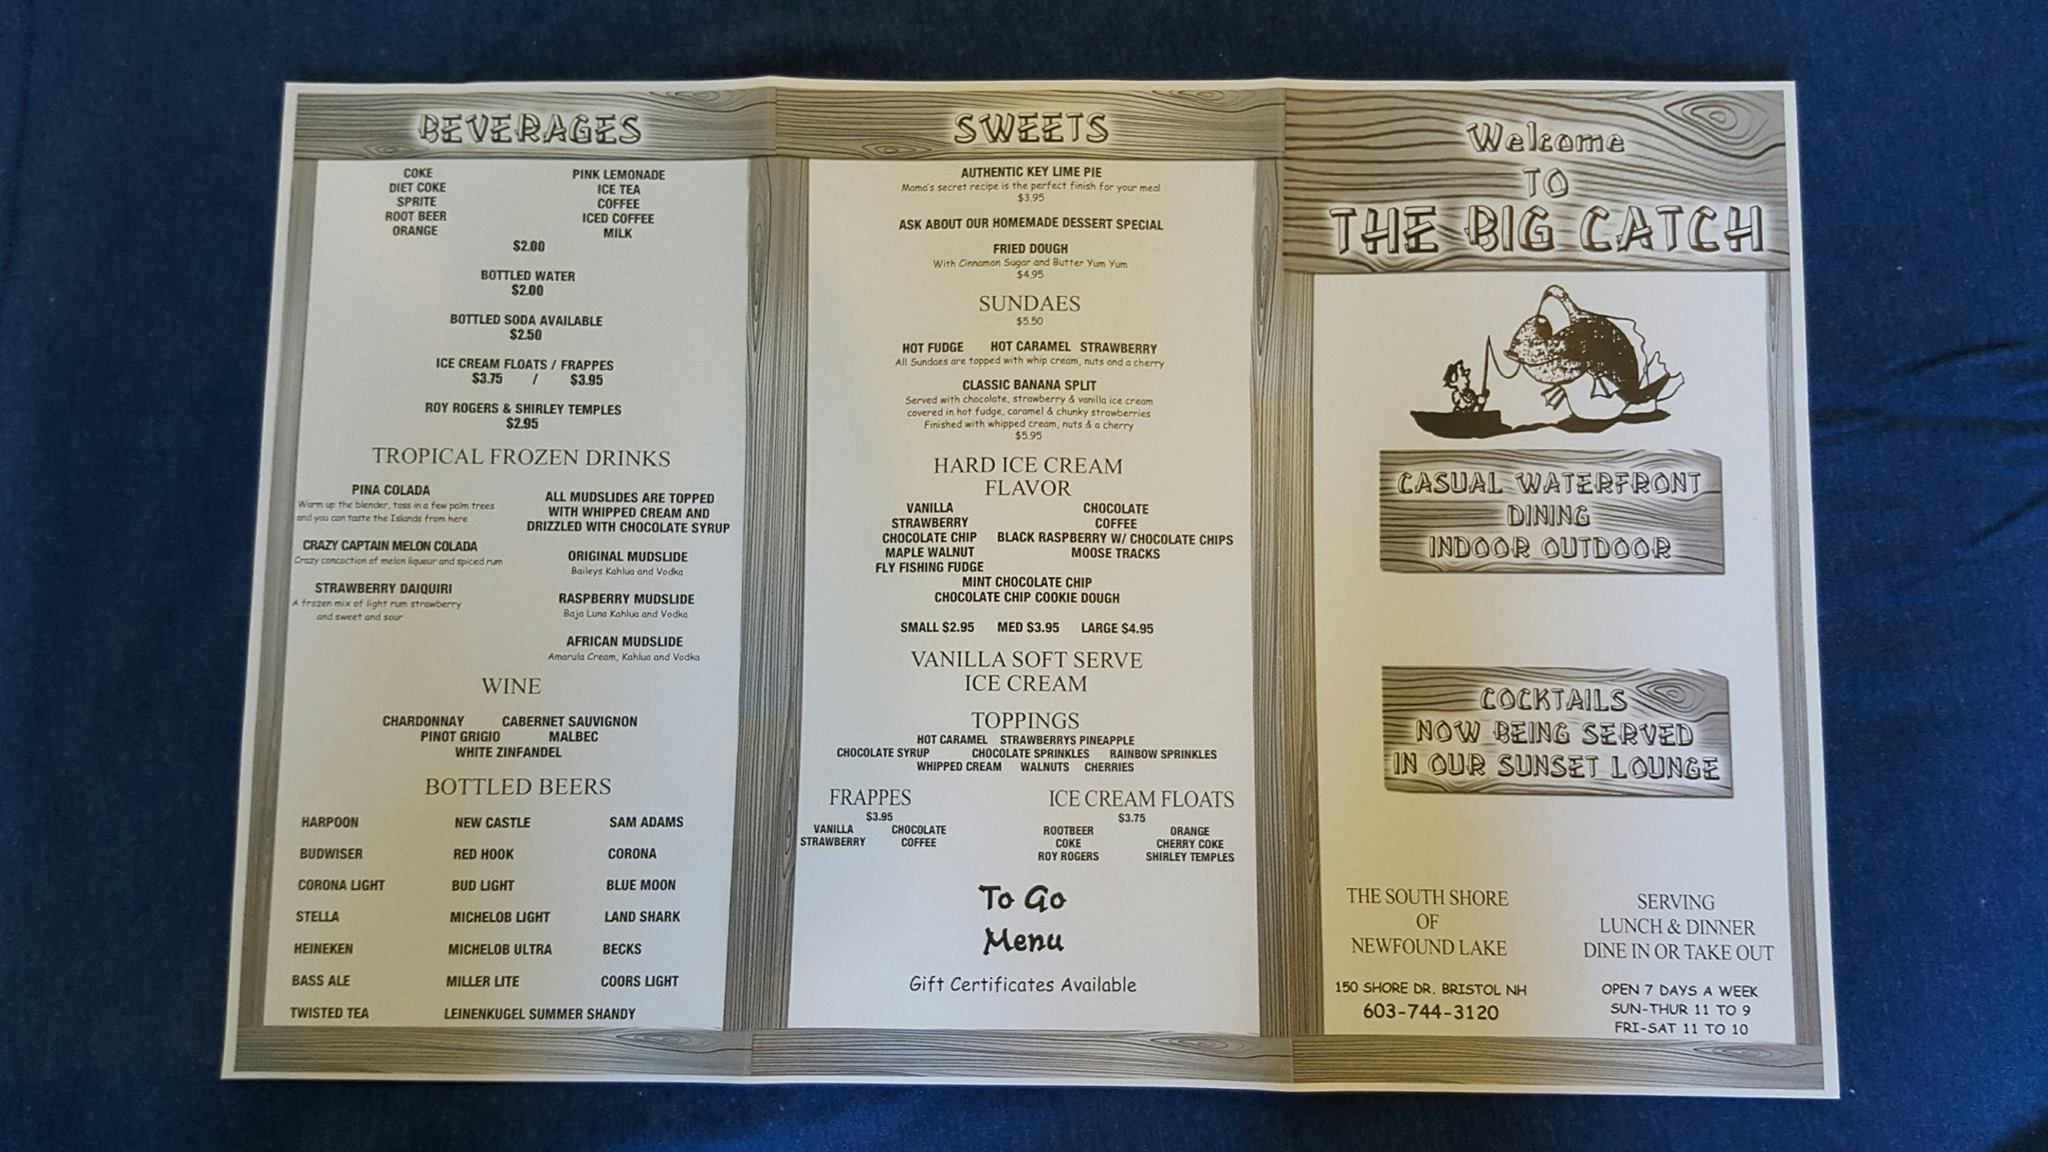 BEVERAGES
COKE
DIET COKE
SPRITE
ROOT BEER
ORANGE
PINK LEMONADE
ICE TEA
COFFEE
ICED COFFEE
MILK
$2.00
BOTTLED WATER
$2.00
BOTTLED SODA AVAILABLE
$2.50
ICE CREAM FLOATS / FRAPPES
$3.75 / $3.95
ROY ROGERS & SHIRLEY TEMPLES
$2.95
TROPICAL FROZEN DRINKS
PINA COLADA
Warm up the blender, toss in a few palm trees
and you can taste the Islands from here
CRAZY CAPTAIN MELON COLADA
Crazy concoction of melon liqueur and spiced rum
STRAWBERRY DAIQUIRI
A frozen mix of light rum strawberry
and sweet and sour
ALL MUDSLIDES ARE TOPPED
WITH WHIPPED CREAM AND
DRIZZLED WITH CHOCOLATE SYRUP
ORIGINAL MUDSLIDE
Baileys Kahlua and Vodka
RASPBERRY MUDSLIDE
Baja Luna Kahlua and Vodka
AFRICAN MUDSLIDE
Amarula Cream, Kahlua and Vodka
WINE
CHARDONNAY CABERNET SAUVIGNON
PINOT GRIGIO MALBEC
WHITE ZINFANDEL
BOTTLED BEERS
HARPOON NEW CASTLE SAM ADAMS
BUDWISER RED HOOK CORONA
CORONA LIGHT BUD LIGHT BLUE MOON
STELLA MICHELOB LIGHT LAND SHARK
HEINEKEN MICHELOB ULTRA BECKS
BASS ALE MILLER LITE COORS LIGHT
TWISTED TEA LEINENKUGEL SUMMER SHANDY
SWEETS
AUTHENTIC KEY LIME PIE
Mama's secret recipe is the perfect finish for your meal
$3.95
ASK ABOUT OUR HOMEMADE DESSERT SPECIAL
FRIED DOUGH
With Cinnamon Sugar and Butter Yum Yum
$4.95
SUNDAES
$5.50
HOT FUDGE HOT CARAMEL STRAWBERRY
All Sundaes are topped with whip cream, nuts and a cherry
CLASSIC BANANA SPLIT
Served with chocolate, strawberry & vanilla ice cream
covered in hot fudge, caramel & chunky strawberries
Finished with whipped cream, nuts & a cherry
$5.95
HARD ICE CREAM
FLAVOR
VANILLA CHOCOLATE
STRAWBERRY COFFEE
CHOCOLATE CHIP BLACK RASPBERRY W/ CHOCOLATE CHIPS
MAPLE WALNUT MOOSE TRACKS
FLY FISHING FUDGE
MINT CHOCOLATE CHIP
CHOCOLATE CHIP COOKIE DOUGH
SMALL $2.95 MED $3.95 LARGE $4.95
VANILLA SOFT SERVE
ICE CREAM
TOPPINGS
HOT CARAMEL STRAWBERRYS PINEAPPLE
CHOCOLATE SYRUP CHOCOLATE SPRINKLES RAINBOW SPRINKLES
WHIPPED CREAM WALNUTS CHERRIES
FRAPPES
$3.95
VANILLA CHOCOLATE
STRAWBERRY COFFEE
ICE CREAM FLOATS
$3.75
ROOTBEER ORANGE
COKE CHERRY COKE
ROY ROGERS SHIRLEY TEMPLES
To Go
Menu
Gift Certificates Available
Welcome
TO
THE BIG CATCH
CASUAL WATERFRONT
DINING
INDOOR OUTDOOR
COCKTAILS
NOW BEING SERVED
IN OUR SUNSET LOUNGE
THE SOUTH SHORE
OF
NEWFOUND LAKE
150 SHORE DR. BRISTOL NH
603-744-3120
SERVING
LUNCH & DINNER
DINE IN OR TAKE OUT
OPEN 7 DAYS A WEEK
SUN-THUR 11 TO 9
FRI-SAT 11 TO 10